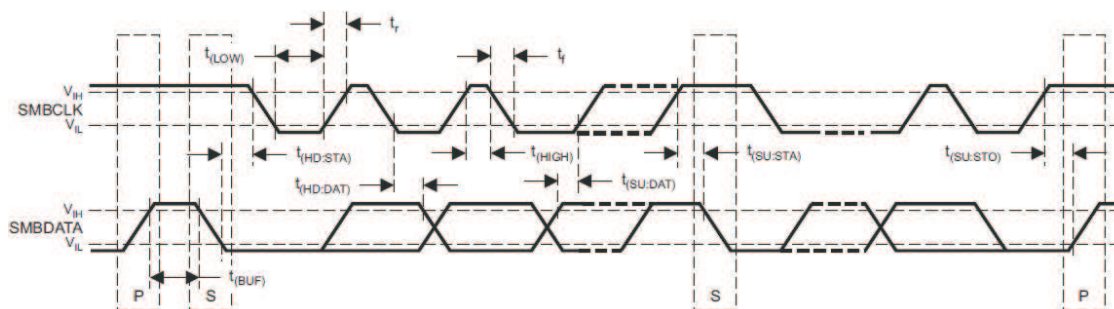 t(LOW)
tr
tf
VIH
SMBCLK
VIL
t(HD:STA)
t(HIGH)
t(SU:STA)
t(SU:STO)
t(HD:DAT)
t(SU:DAT)
VIH
SMBDATA
VIL
t(BUF)
P
S
S
P